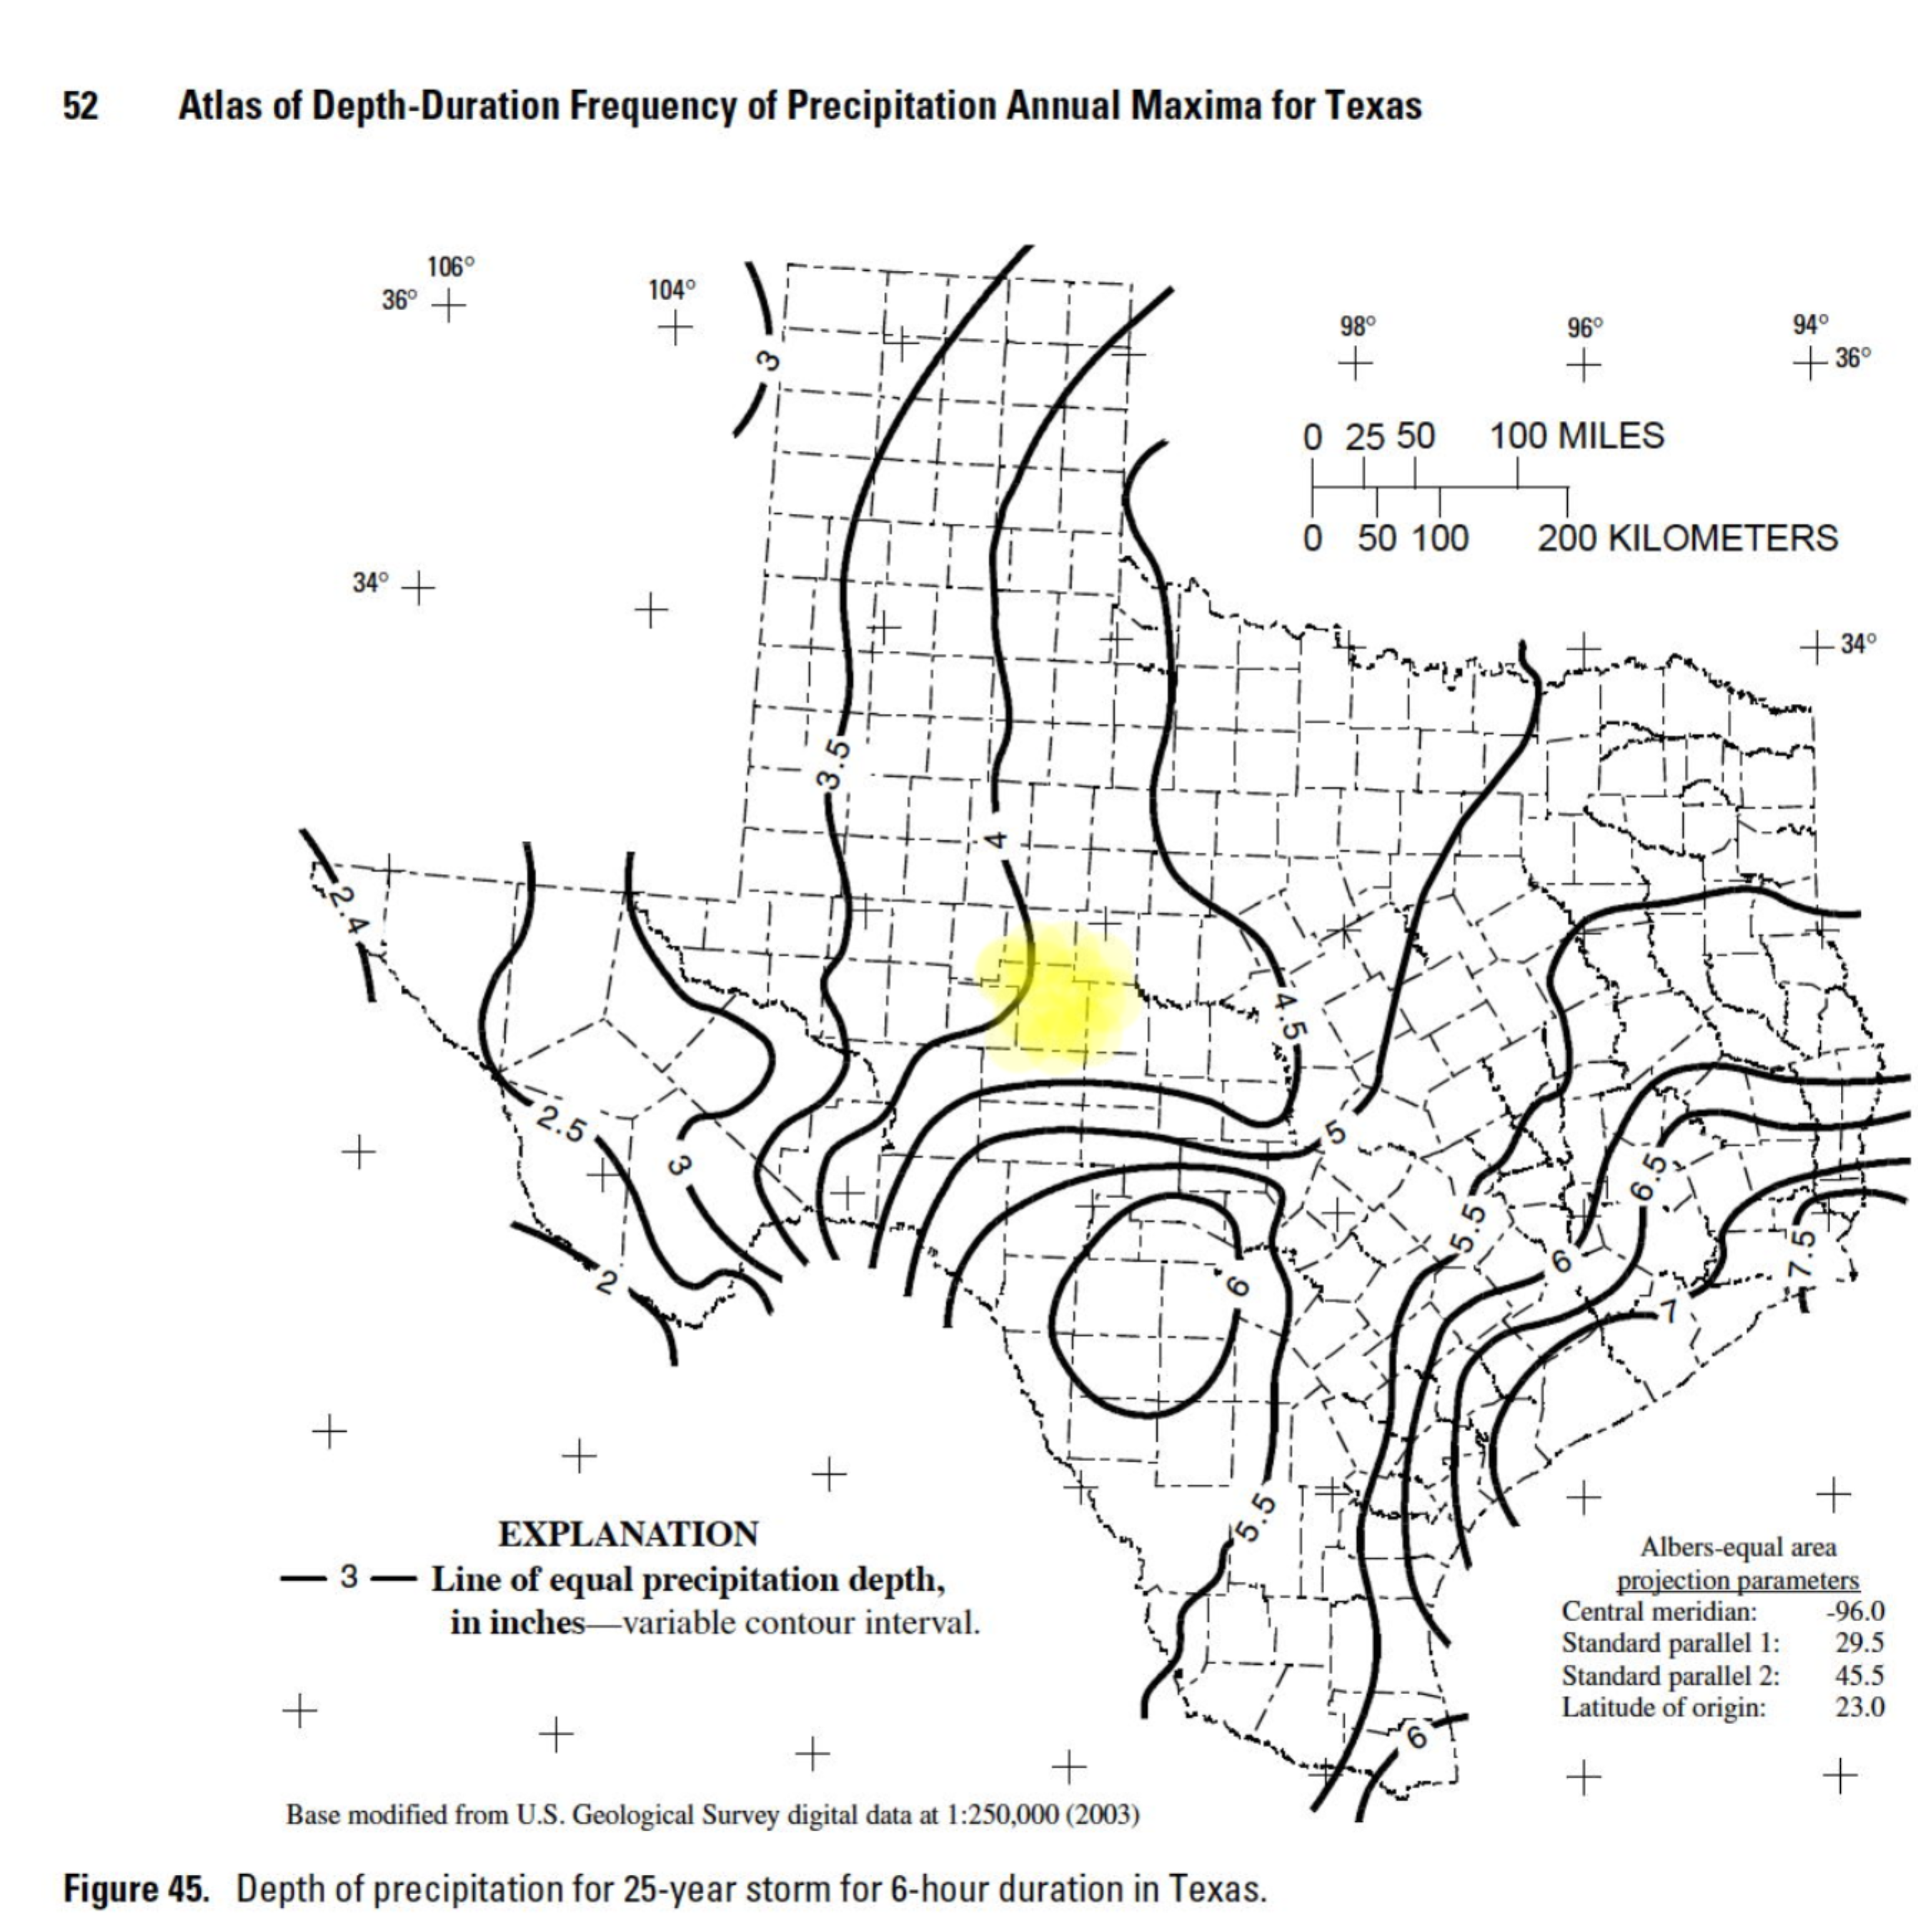 52 Atlas of Depth-Duration Frequency of Precipitation Annual Maxima for Texas
106°
36°
104°
98° 96° 94°
36°
3
0 25 50 100 MILES
0 50 100 200 KILOMETERS
34°
34°
3.5
4
2.4
4.5
2.5
5
3
6.5
5.5
6
7.5
2
6
7
5.5
6
EXPLANATION
3 Line of equal precipitation depth,
in inches—variable contour interval.
Albers-equal area
projection parameters
Central meridian: -96.0
Standard parallel 1: 29.5
Standard parallel 2: 45.5
Latitude of origin: 23.0
Base modified from U.S. Geological Survey digital data at 1:250,000 (2003)
Figure 45. Depth of precipitation for 25-year storm for 6-hour duration in Texas.